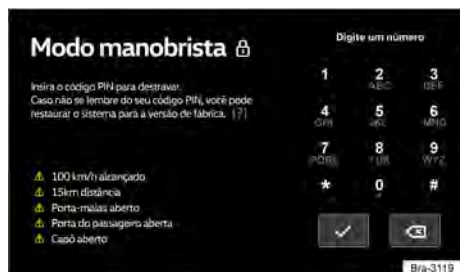 Modo manobrista
Insira o código PIN para destravar.
Caso não se lembre do seu código PIN, você pode
restaurar o sistema para a versão de fábrica. [?]
100 km/h alcançado
15km distância
Porta-malas aberto
Porta do passageiro aberta
Capô aberto
Digite um número
1 2 3
ABC DEF
4 5 6
GHI JKL MNO
7 8 9
PQRS TUV WYZ
* 0 #
Bra-3119